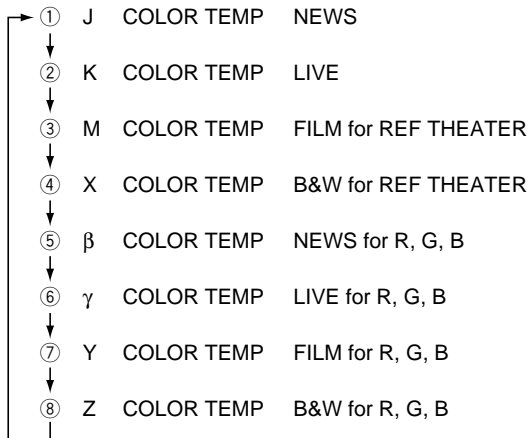 ① J COLOR TEMP NEWS
② K COLOR TEMP LIVE
③ M COLOR TEMP FILM for REF THEATER
④ X COLOR TEMP B&W for REF THEATER
⑤ β COLOR TEMP NEWS for R, G, B
⑥ γ COLOR TEMP LIVE for R, G, B
⑦ Y COLOR TEMP FILM for R, G, B
⑧ Z COLOR TEMP B&W for R, G, B